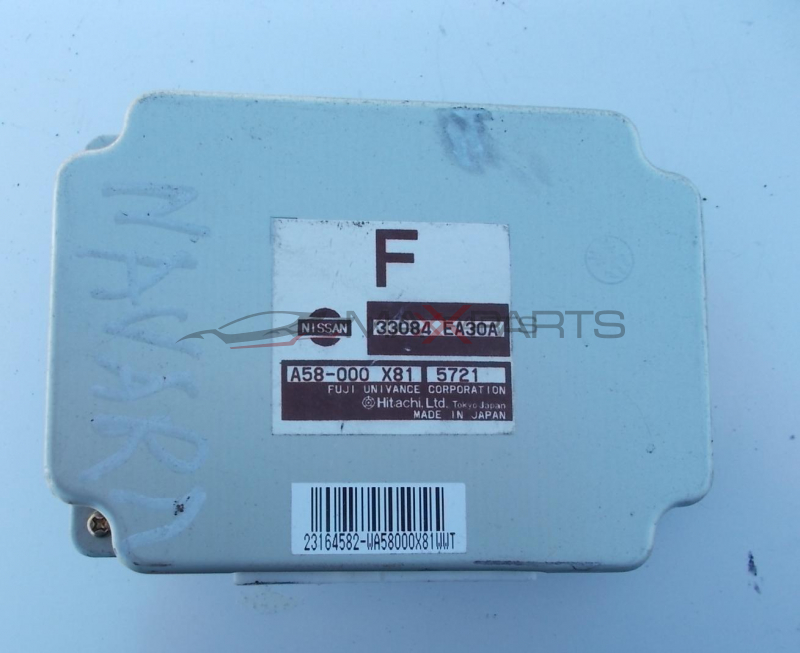 F
NISSAN
33084 EA30A
A58-000 X81 5721
FUJI UNIVANCE CORPORATION
Hitachi, Ltd. Tokyo Japan
MADE IN JAPAN
23164582-WA58000X81WWT
NAVARA